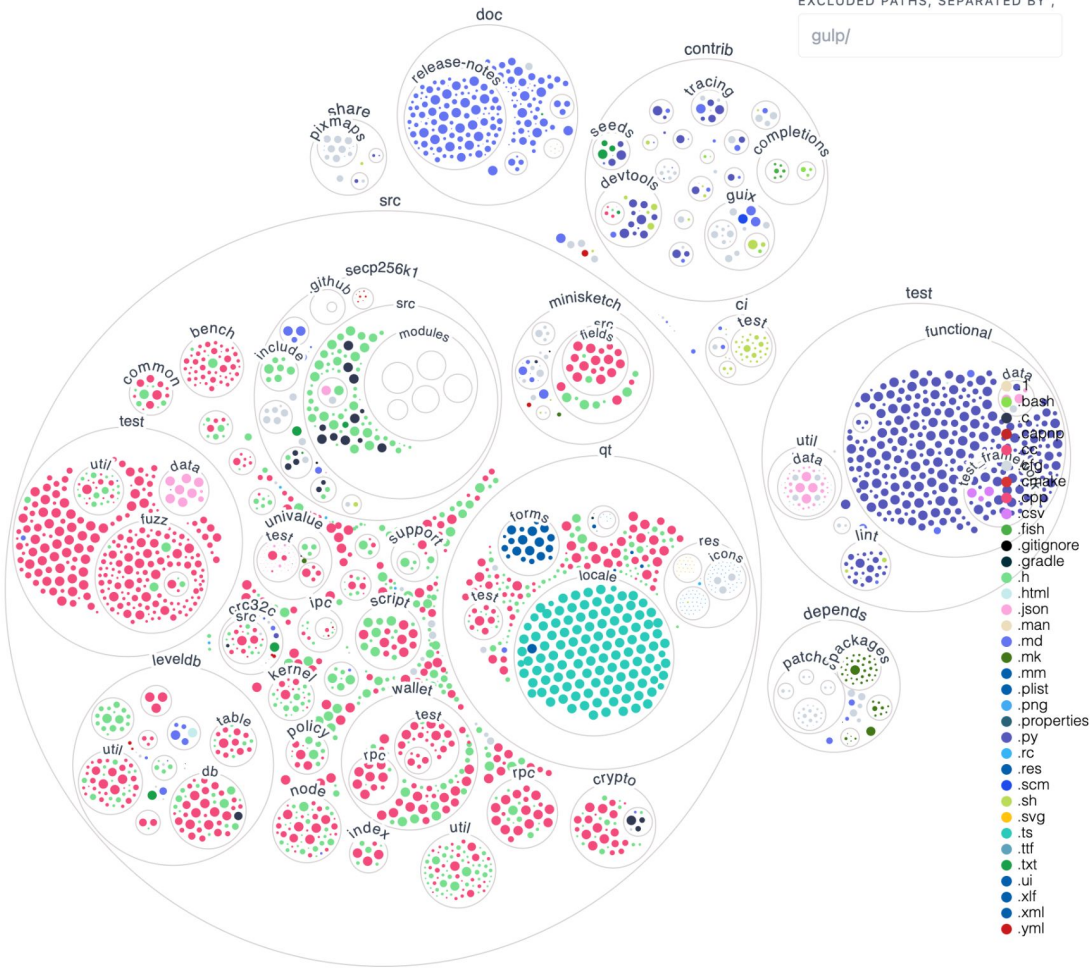 EXCLUDED PATHS, SEPARATED BY ,
gulp/
doc
release-notes
contrib
tracing
seeds
completions
devtools
guix
share
pixmaps
src
secp256k1
.github
src
modules
include
bench
common
minisketch
src
fields
ci
test
test
functional
data
test_framework
util
data
lint
test
util
data
fuzz
qt
forms
res
icons
locale
test
univalue
test
support
crc32c
src
ipc
script
kernel
leveldb
table
util
db
wallet
test
rpc
policy
node
index
util
rpc
crypto
depends
patches
packages
.1
.bash
.c
.capnp
.cc
.cfg
.cmake
.cpp
.csv
.fish
.gitignore
.gradle
.h
.html
.json
.man
.md
.mk
.mm
.plist
.png
.properties
.py
.rc
.res
.scm
.sh
.svg
.ts
.ttf
.txt
.ui
.xlf
.xml
.yml